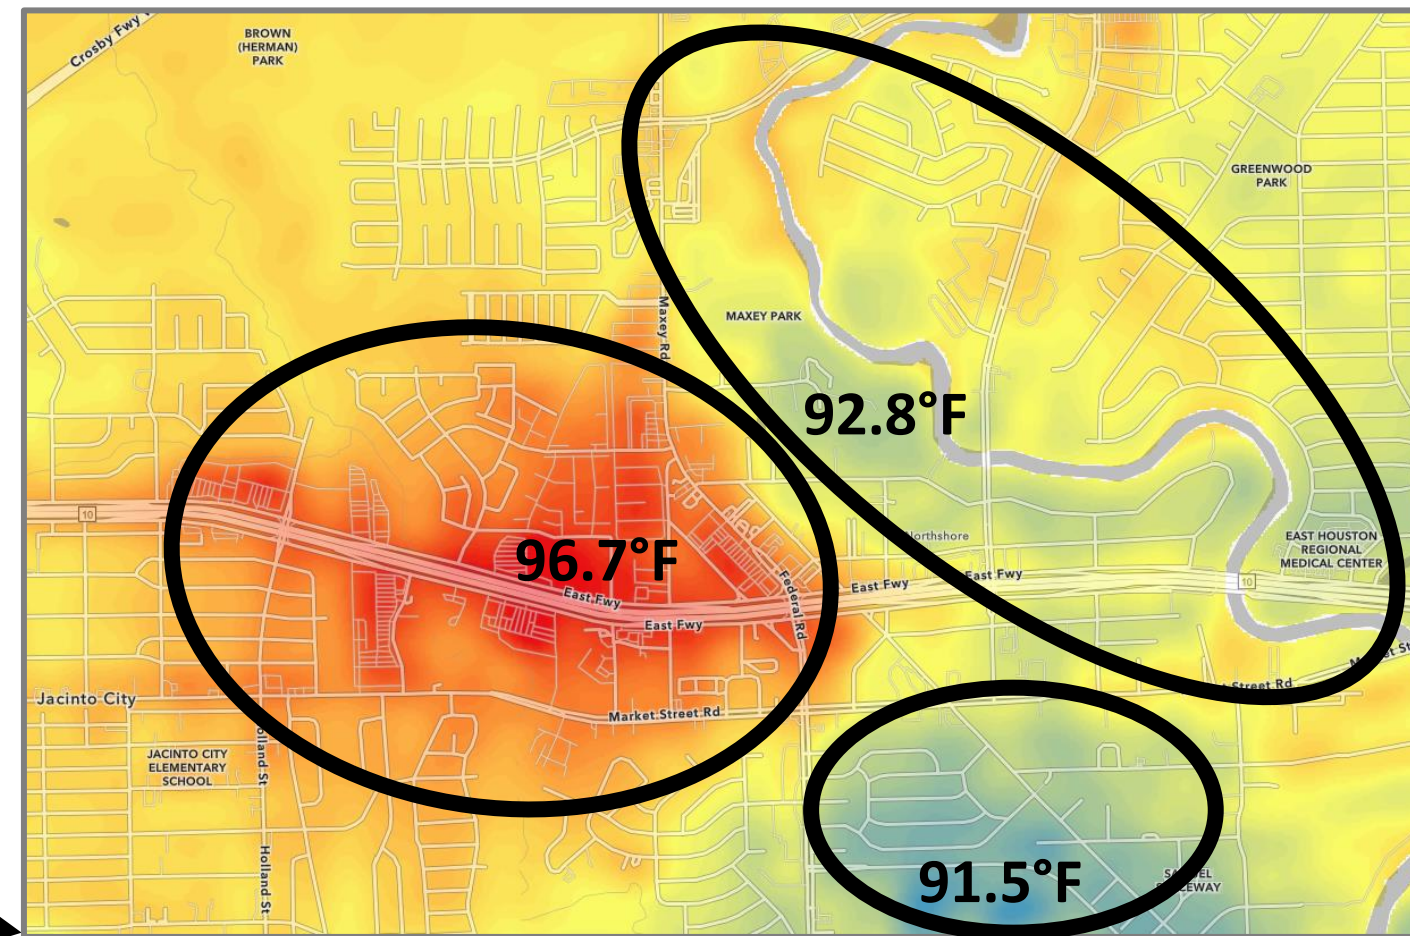 Crosby Fwy
BROWN
(HERMAN)
PARK
GREENWOOD
PARK
Maxey Rd
MAXEY PARK
92.8°F
10
Northshore
EAST HOUSTON
REGIONAL
MEDICAL CENTER
96.7°F
East Fwy
East Fwy
East Fwy
East Fwy
10
Federal Rd
Jacinto City
Market Street Rd
Street Rd
Market St
JACINTO CITY
ELEMENTARY
SCHOOL
Holland St
Holland St
91.5°F